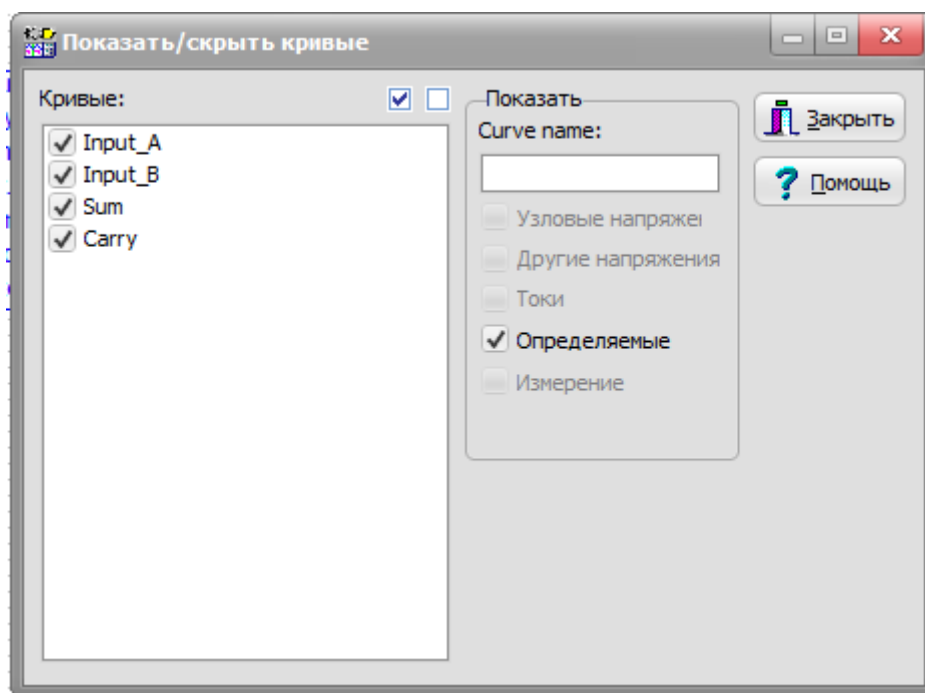 Показать/скрыть кривые
Кривые:
Input_A
Input_B
Sum
Carry
Показать
Curve name:
Узловые напряжен
Другие напряжения
Токи
Определяемые
Измерение
Закрыть
Помощь